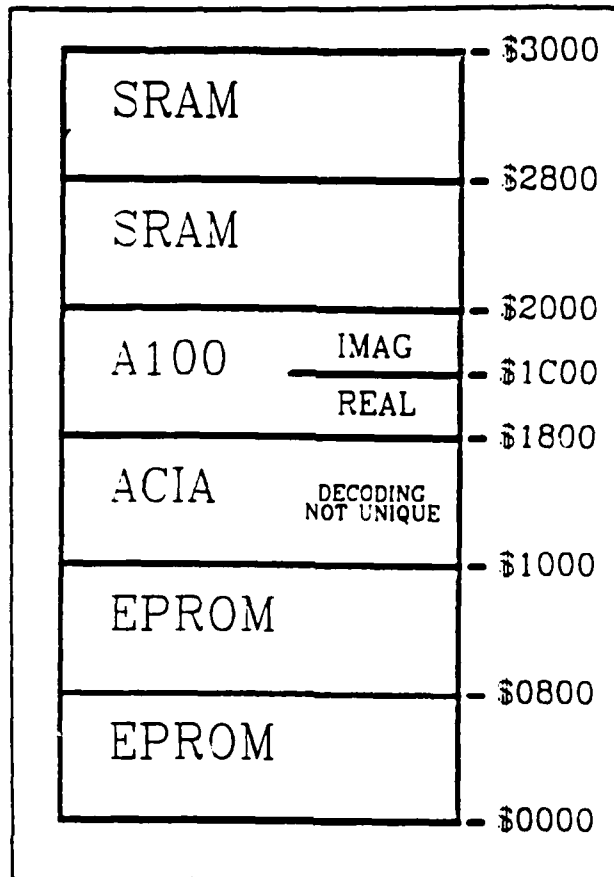 $3000
SRAM
$2800
SRAM
$2000
A100 IMAG
$1C00
REAL
$1800
ACIA DECODING
NOT UNIQUE
$1000
EPROM
$0800
EPROM
$0000